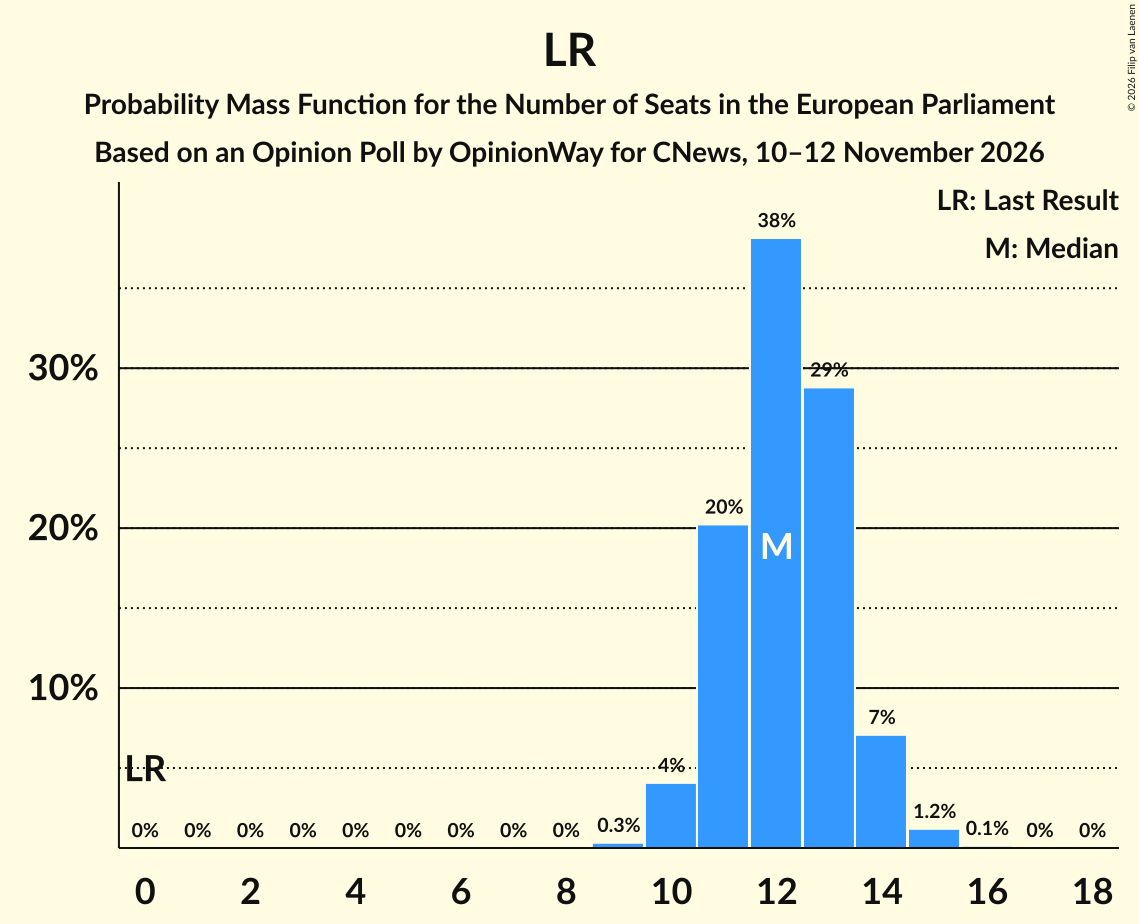 LR
Probability Mass Function for the Number of Seats in the European Parliament
Based on an Opinion Poll by OpinionWay for CNews, 10–12 November 2026
© 2026 Filip van Laenen
LR: Last Result
M: Median
38%
30%
29%
20%
20%
M
10%
7%
LR
4%
0% 0% 0% 0% 0% 0% 0% 0% 0% 0.3% 1.2% 0.1% 0% 0%
0 2 4 6 8 10 12 14 16 18